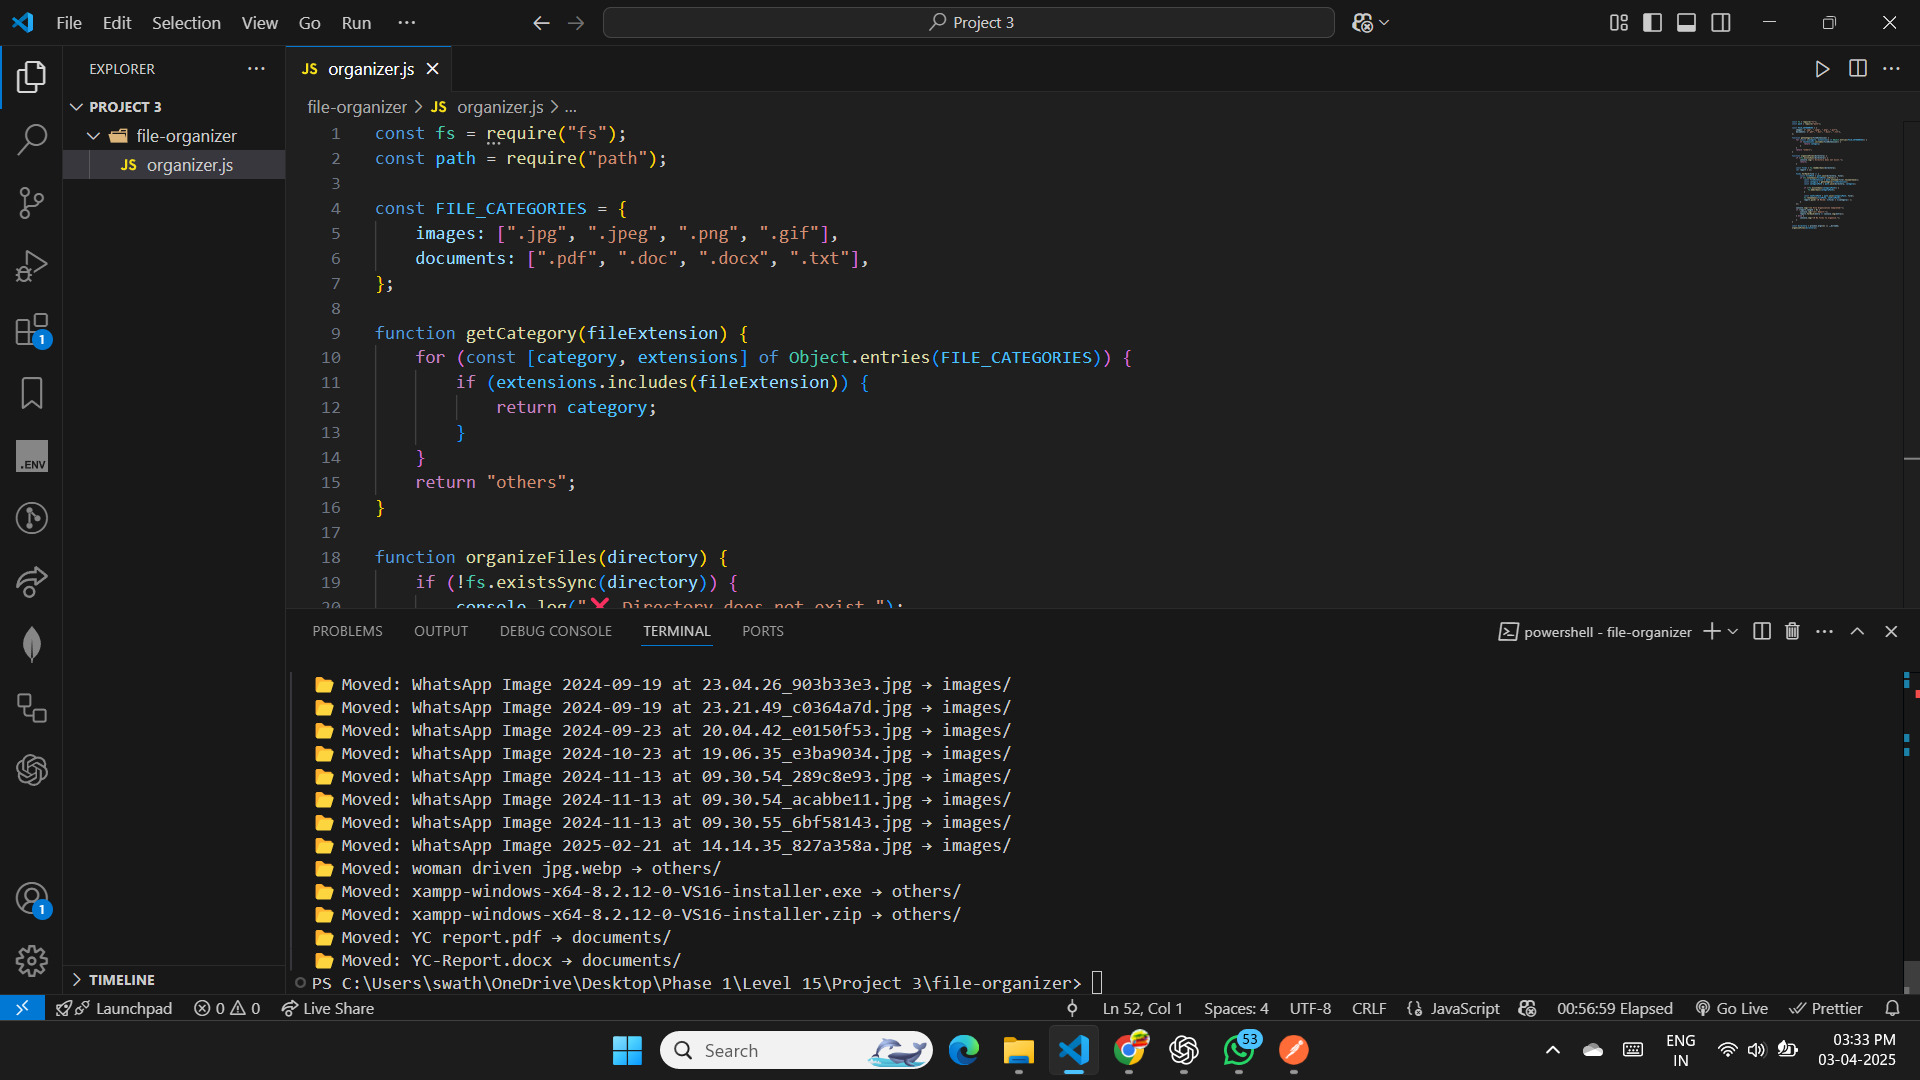 File Edit Selection View Go Run ···
Project 3
EXPLORER ···
PROJECT 3
file-organizer
JS organizer.js
TIMELINE
JS organizer.js
file-organizer > JS organizer.js > ...
1 const fs = require("fs");
2 const path = require("path");
3
4 const FILE_CATEGORIES = {
5 images: [".jpg", ".jpeg", ".png", ".gif"],
6 documents: [".pdf", ".doc", ".docx", ".txt"],
7 };
8
9 function getCategory(fileExtension) {
10 for (const [category, extensions] of Object.entries(FILE_CATEGORIES)) {
11 if (extensions.includes(fileExtension)) {
12 return category;
13 }
14 }
15 return "others";
16 }
17
18 function organizeFiles(directory) {
19 if (!fs.existsSync(directory)) {
20 console.log("❌ Directory does not exist.");
PROBLEMS OUTPUT DEBUG CONSOLE TERMINAL PORTS
powershell - file-organizer
📁 Moved: WhatsApp Image 2024-09-19 at 23.04.26_903b33e3.jpg → images/
📁 Moved: WhatsApp Image 2024-09-19 at 23.21.49_c0364a7d.jpg → images/
📁 Moved: WhatsApp Image 2024-09-23 at 20.04.42_e0150f53.jpg → images/
📁 Moved: WhatsApp Image 2024-10-23 at 19.06.35_e3ba9034.jpg → images/
📁 Moved: WhatsApp Image 2024-11-13 at 09.30.54_289c8e93.jpg → images/
📁 Moved: WhatsApp Image 2024-11-13 at 09.30.54_acabbe11.jpg → images/
📁 Moved: WhatsApp Image 2024-11-13 at 09.30.55_6bf58143.jpg → images/
📁 Moved: WhatsApp Image 2025-02-21 at 14.14.35_827a358a.jpg → images/
📁 Moved: woman driven jpg.webp → others/
📁 Moved: xampp-windows-x64-8.2.12-0-VS16-installer.exe → others/
📁 Moved: xampp-windows-x64-8.2.12-0-VS16-installer.zip → others/
📁 Moved: YC report.pdf → documents/
📁 Moved: YC-Report.docx → documents/
PS C:\Users\swath\OneDrive\Desktop\Phase 1\Level 15\Project 3\file-organizer>
1
.ENV
1
Launchpad 0 0 Live Share
Ln 52, Col 1 Spaces: 4 UTF-8 CRLF {} JavaScript 00:56:59 Elapsed Go Live Prettier
Search
53
ENG
IN
03:33 PM
03-04-2025